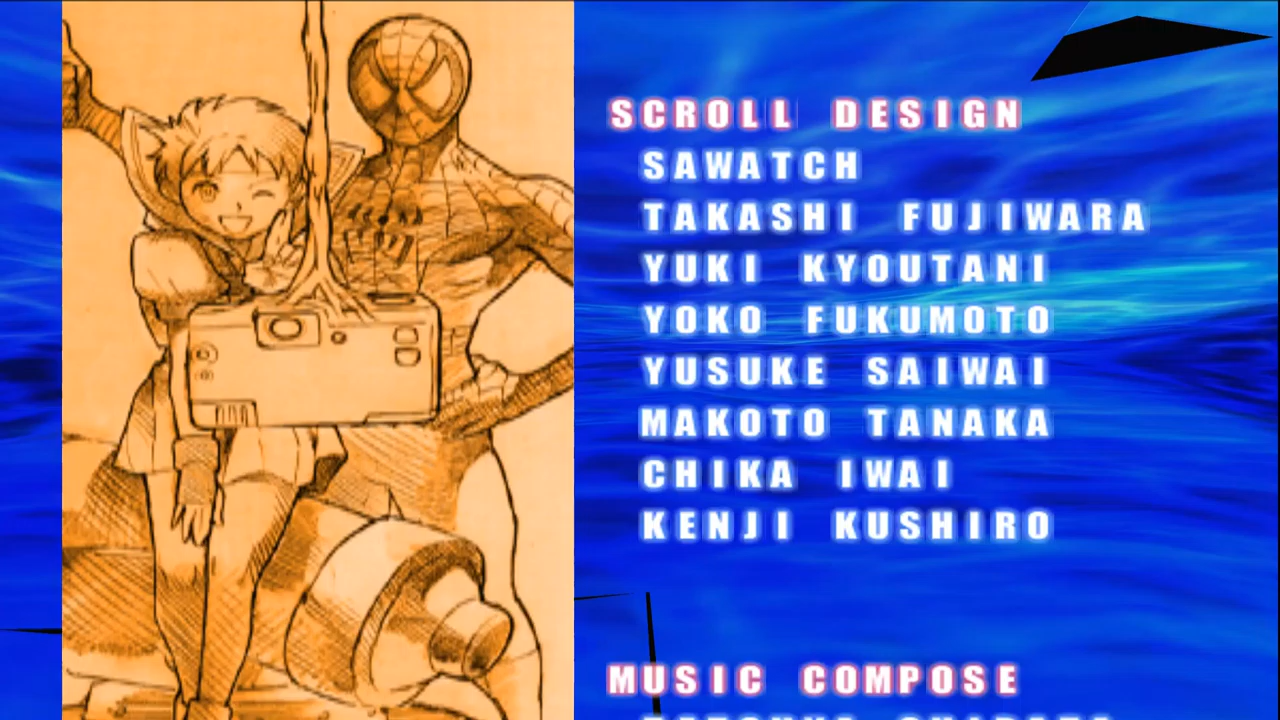 SCROLL DESIGN
SAWATCH
TAKASHI FUJIWARA
YUKI KYOUTANI
YOKO FUKUMOTO
YUSUKE SAIWAI
MAKOTO TANAKA
CHIKA IWAI
KENJI KUSHIRO
MUSIC COMPOSE